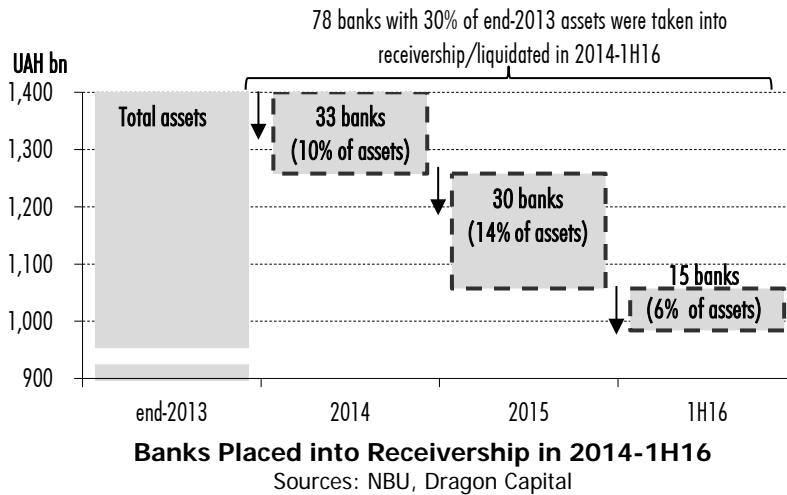 78 banks with 30% of end-2013 assets were taken into
receivership/liquidated in 2014-1H16
UAH bn
1,400
1,300
1,200
1,100
1,000
900
Total assets
33 banks
(10% of assets)
30 banks
(14% of assets)
15 banks
(6% of assets)
end-2013
2014
2015
1H16
Banks Placed into Receivership in 2014-1H16
Sources: NBU, Dragon Capital